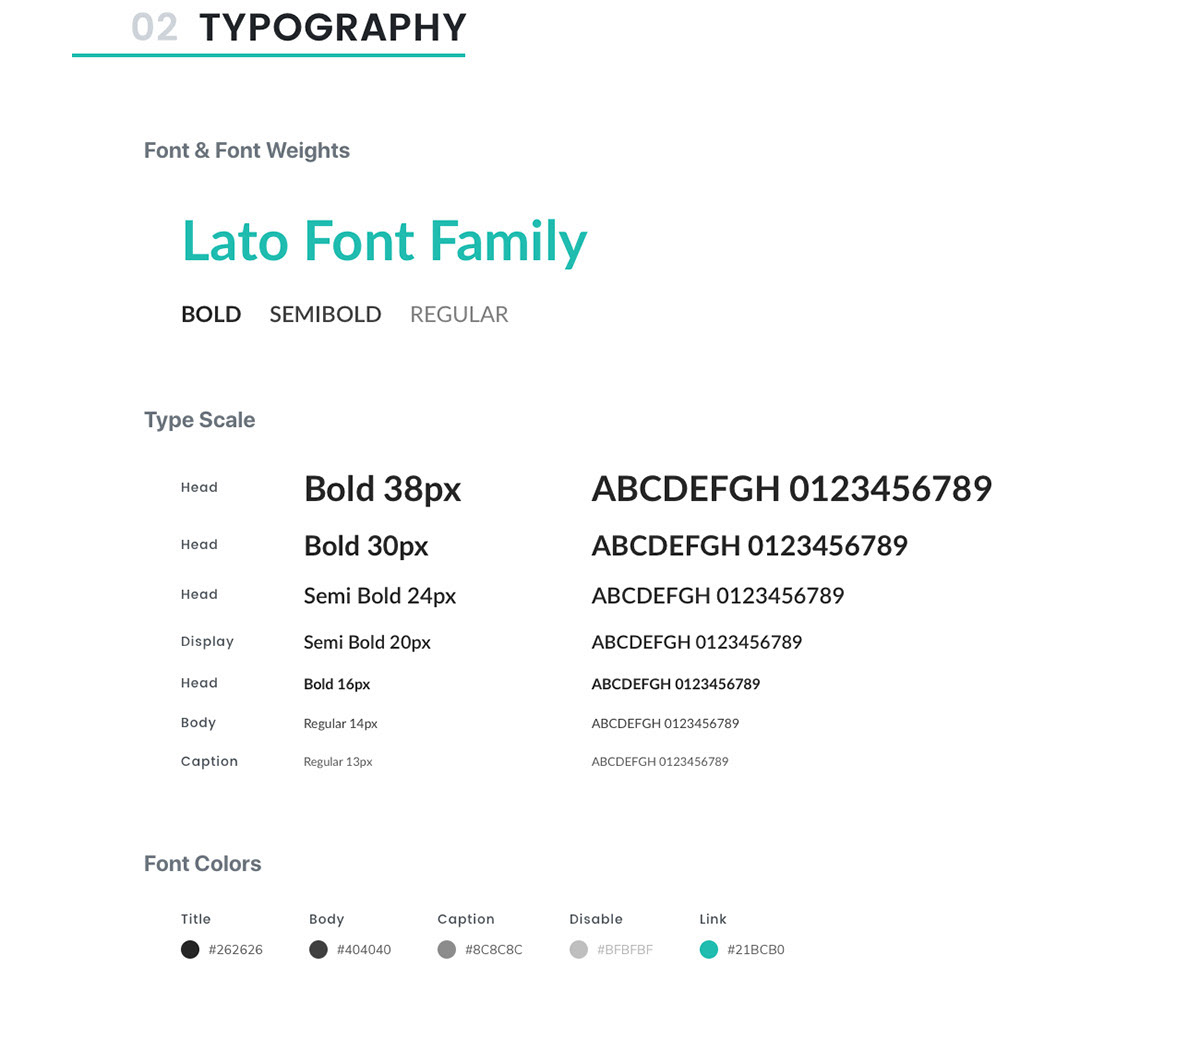 02 TYPOGRAPHY
Font & Font Weights
Lato Font Family
BOLD SEMIBOLD REGULAR
Type Scale
Head Bold 38px ABCDEFGH 0123456789
Head Bold 30px ABCDEFGH 0123456789
Head Semi Bold 24px ABCDEFGH 0123456789
Display Semi Bold 20px ABCDEFGH 0123456789
Head Bold 16px ABCDEFGH 0123456789
Body Regular 14px ABCDEFGH 0123456789
Caption Regular 13px ABCDEFGH 0123456789
Font Colors
Title Body Caption Disable Link
#262626 #404040 #8C8C8C #BFBFBF #21BCB0